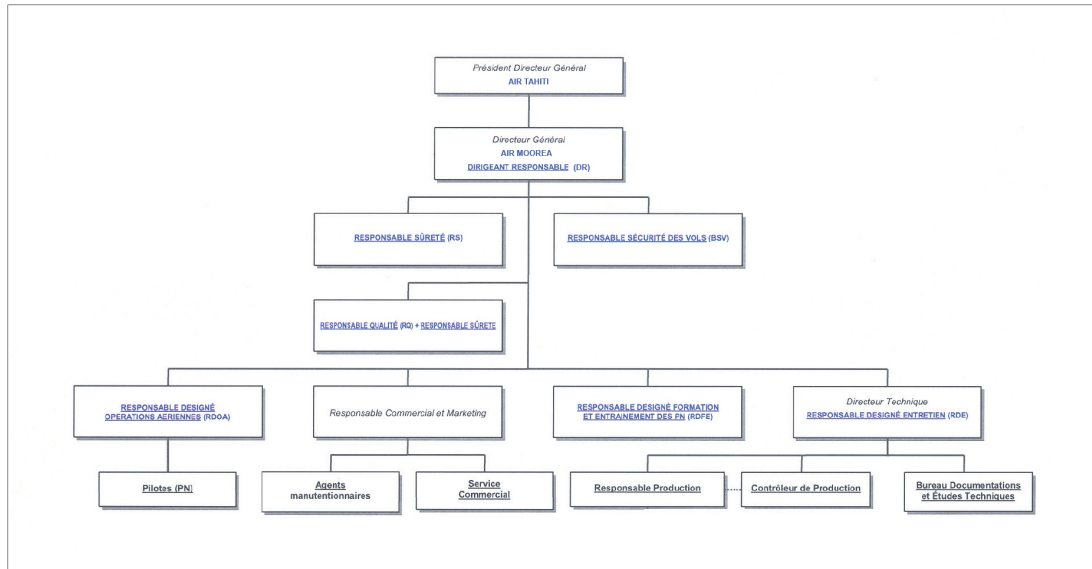 Président Directeur Général
AIR TAHITI
Directeur Général
AIR MOOREA
DIRIGEANT RESPONSABLE (DR)
RESPONSABLE SÛRETÉ (RS)
RESPONSABLE SÉCURITÉ DES VOLS (BSV)
RESPONSABLE QUALITÉ (RQ) + RESPONSABLE SÛRETE
RESPONSABLE DESIGNÉ
OPERATIONS AERIENNES (RDOA)
Responsable Commercial et Marketing
RESPONSABLE DESIGNÉ FORMATION
ET ENTRAINEMENT DES PN (RDFE)
Directeur Technique
RESPONSABLE DESIGNÉ ENTRETIEN (RDE)
Pilotes (PN)
Agents
manutentionnaires
Service
Commercial
Responsable Production
Contrôleur de Production
Bureau Documentations
et Études Techniques